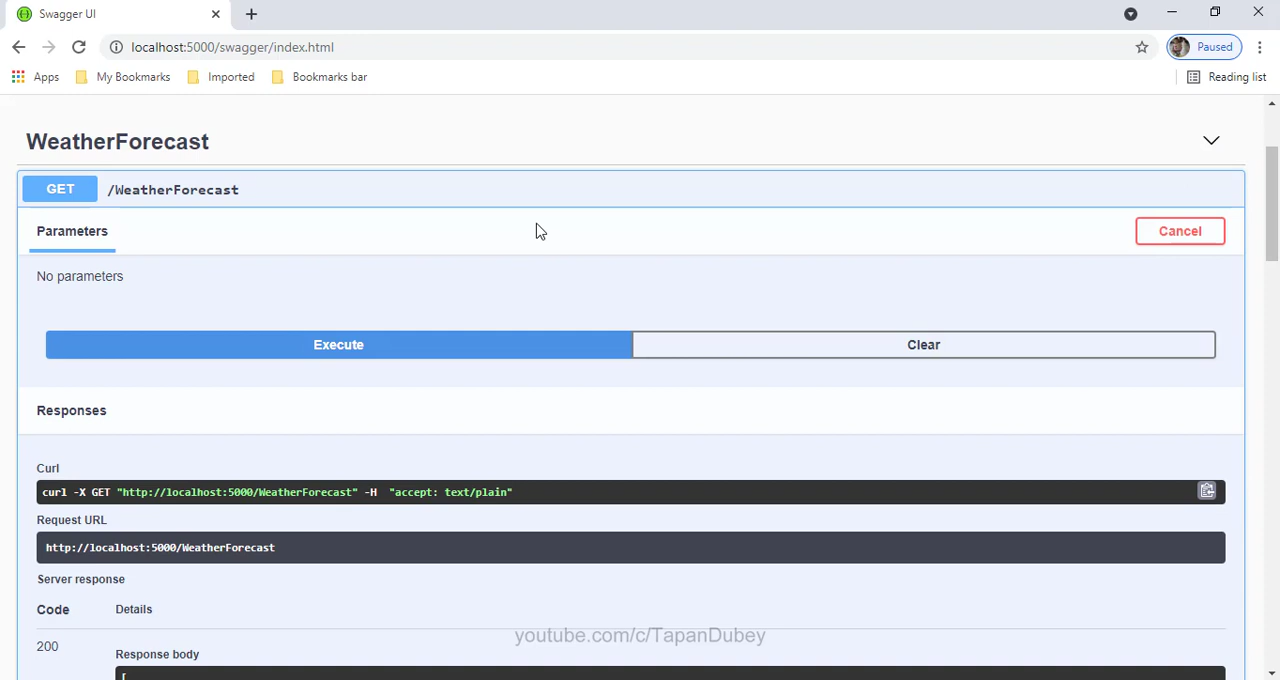 Swagger UI
localhost:5000/swagger/index.html
Paused
Apps My Bookmarks Imported Bookmarks bar Reading list
WeatherForecast
GET /WeatherForecast
Parameters Cancel
No parameters
Execute Clear
Responses
Curl
curl -X GET "http://localhost:5000/WeatherForecast" -H "accept: text/plain"
Request URL
http://localhost:5000/WeatherForecast
Server response
Code Details
youtube.com/c/TapanDubey
200
Response body
[